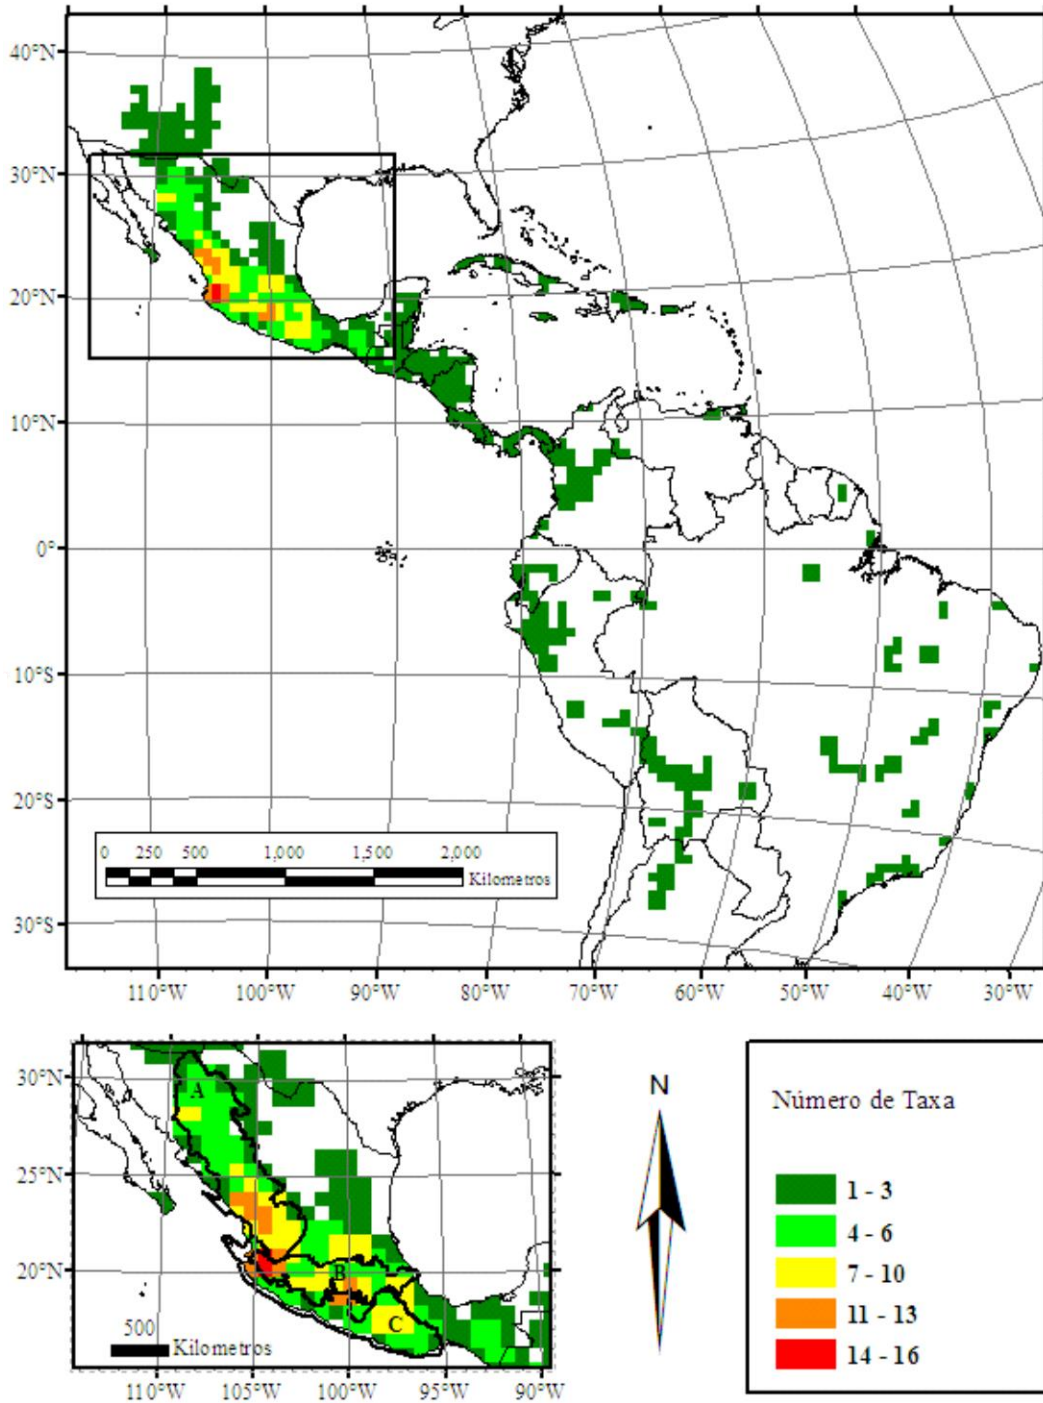 40°N
30°N
20°N
10°N
0°
10°S
20°S
30°S
0 250 500 1,000 1,500 2,000
Kilometros
110°W 100°W 90°W 80°W 70°W 60°W 50°W 40°W 30°W
30°N
25°N
20°N
A
B
C
500
Kilometros
110°W 105°W 100°W 95°W 90°W
N
Número de Taxa
1 - 3
4 - 6
7 - 10
11 - 13
14 - 16